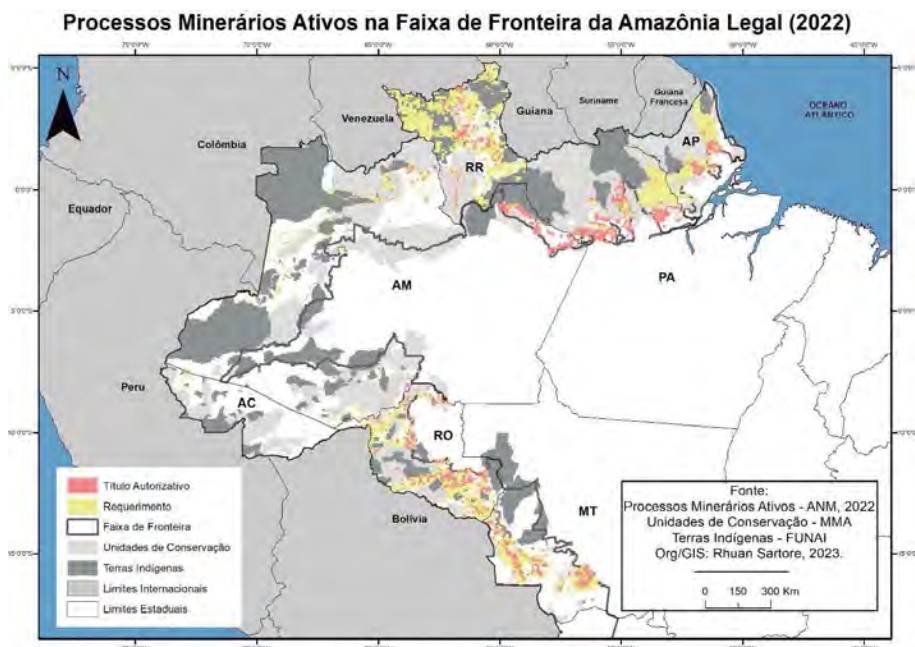 Processos Minerários Ativos na Faixa de Fronteira da Amazônia Legal (2022)
N
Venezuela
Guiana
Suriname
Guiana
Francesa
OCEANO
ATLÂNTICO
Colômbia
RR
AP
Equador
AM
PA
Peru
AC
RO
MT
Bolívia
Título Autorizativo
Requerimento
Faixa de Fronteira
Unidades de Conservação
Terras Indígenas
Limites Internacionais
Limites Estaduais
Fonte:
Processos Minerários Ativos - ANM, 2022
Unidades de Conservação - MMA
Terras Indígenas - FUNAI
Org/GIS: Rhuan Sartore, 2023.
0 150 300 Km